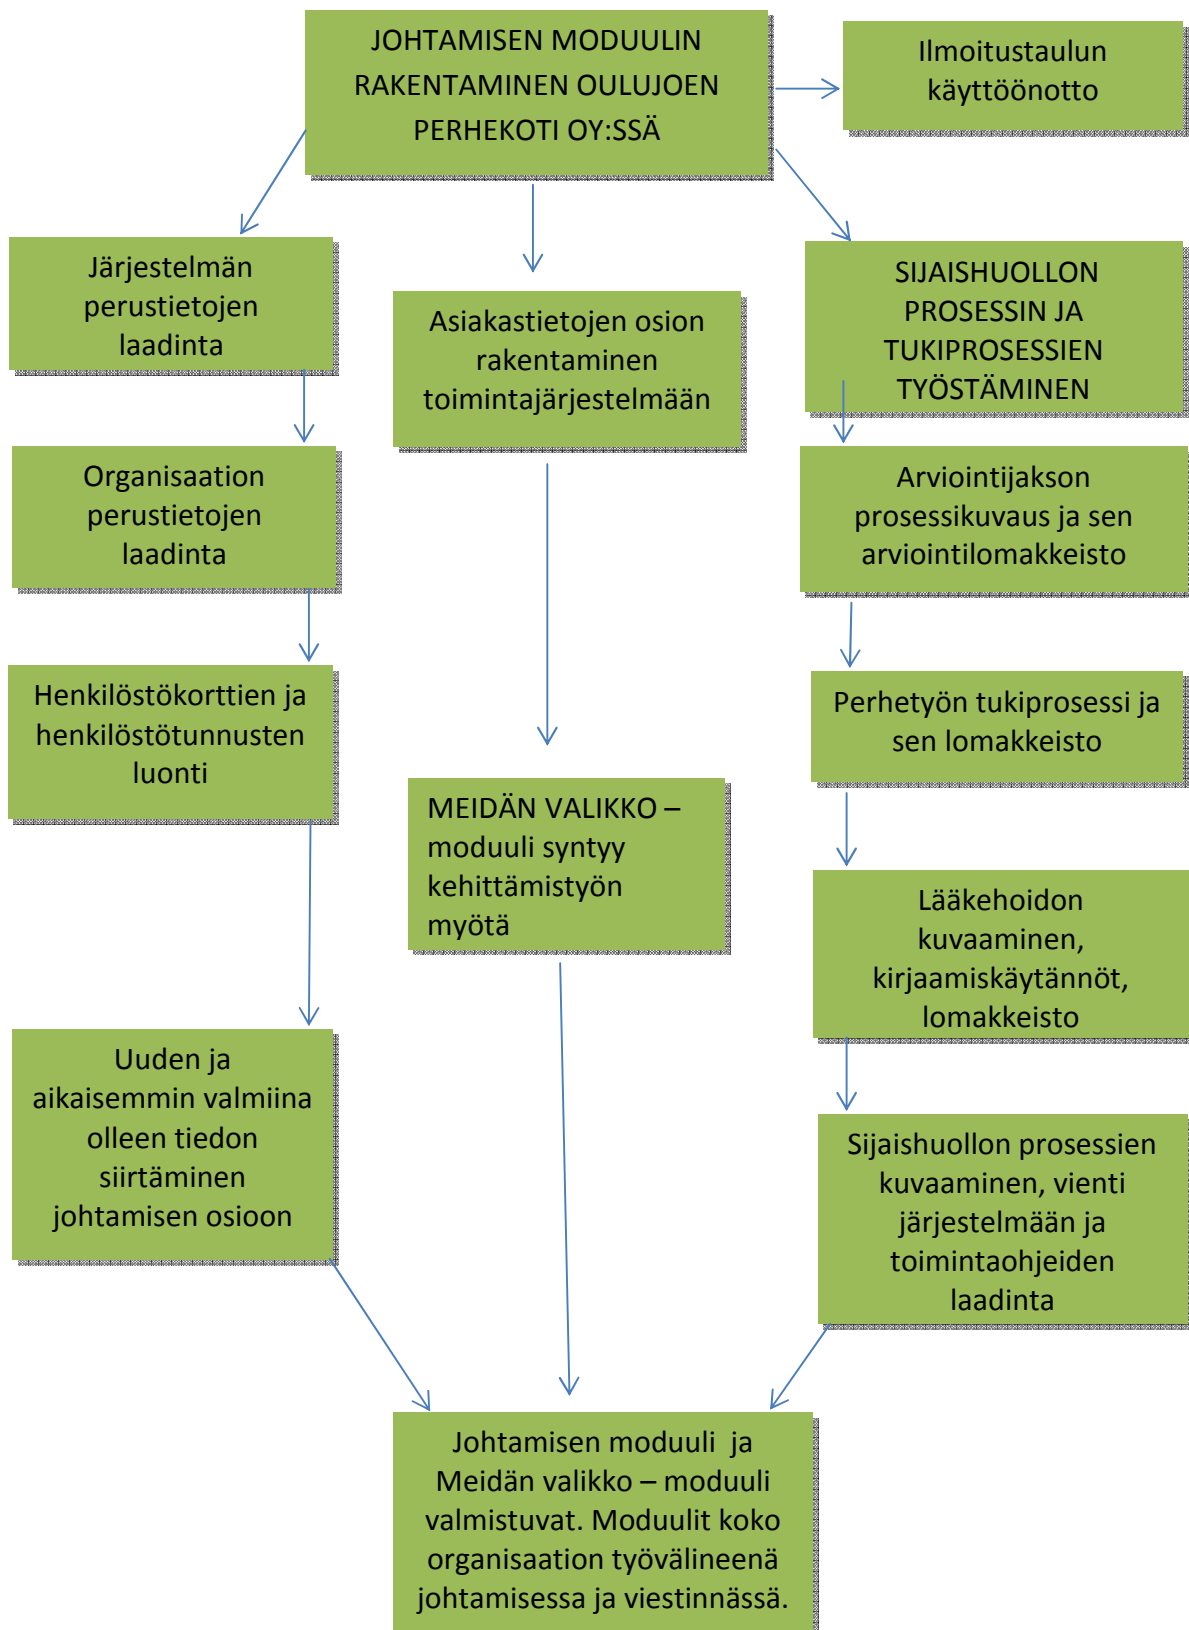 JOHTAMISEN MODUULIN
RAKENTAMINEN OULUJOEN
PERHEKOTI OY:SSÄ
Ilmoitustaulun
käyttöönotto
Järjestelmän
perustietojen
laadinta
Asiakastietojen osion
rakentaminen
toimintajärjestelmään
SIJAISHUOLLON
PROSESSIN JA
TUKIPROSESSIEN
TYÖSTÄMINEN
Organisaation
perustietojen
laadinta
Arviointijakson
prosessikuvaus ja sen
arviointilomakkeisto
Henkilöstökorttien ja
henkilöstötunnusten
luonti
Perhetyön tukiprosessi ja
sen lomakkeisto
MEIDÄN VALIKKO –
moduuli syntyy
kehittämistyön
myötä
Lääkehoidon
kuvaaminen,
kirjaamiskäytännöt,
lomakkeisto
Uuden ja
aikaisemmin valmiina
olleen tiedon
siirtäminen
johtamisen osioon
Sijaishuollon prosessien
kuvaaminen, vienti
järjestelmään ja
toimintaohjeiden
laadinta
Johtamisen moduuli  ja
Meidän valikko – moduuli
valmistuvat. Moduulit koko
organisaation työvälineenä
johtamisessa ja viestinnässä.